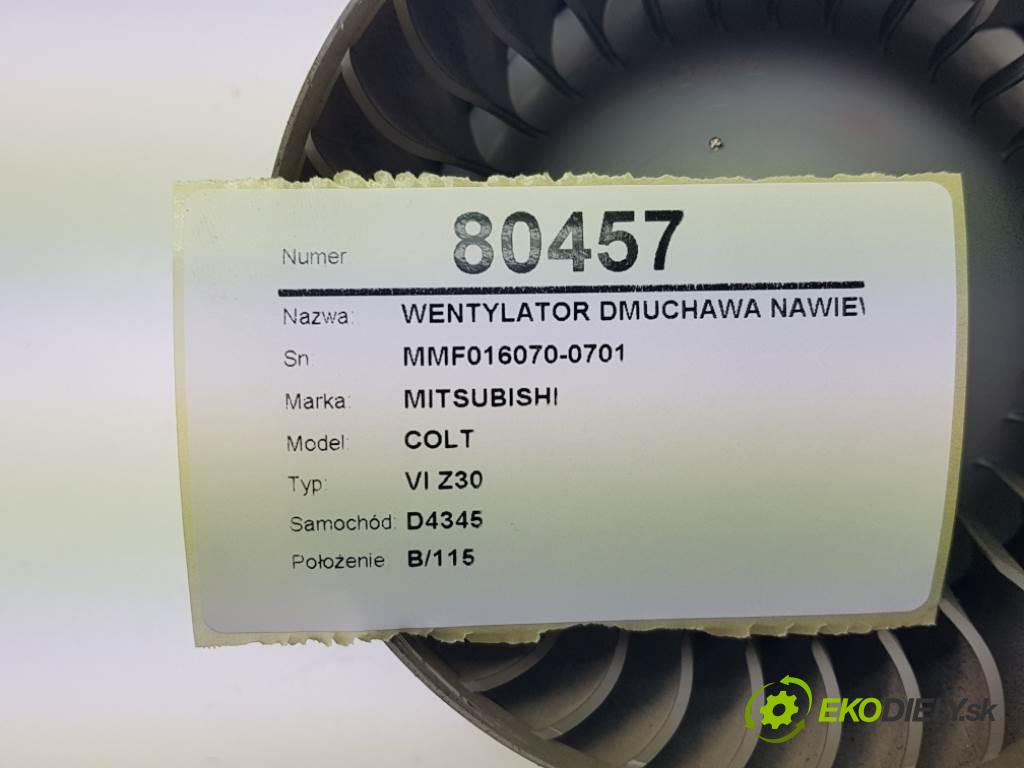 Numer 80457
Nazwa: WENTYLATOR DMUCHAWA
Sn MMF016070-0701
Marka: MITSUBISHI
Model: COLT
Typ: VI Z30
Samochód: D4345
Położenie B/115
EKODIELY.sk